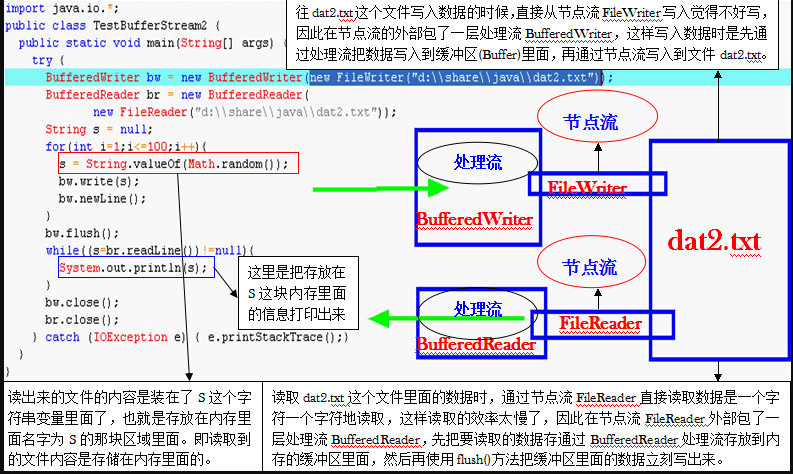 import java.io.*;
public class TestBufferStream2 {
public static void main(String[] args) {
try {
BufferedWriter bw = new BufferedWriter(new FileWriter("d:\\share\\java\\dat2.txt"));
BufferedReader br = new BufferedReader(
new FileReader("d:\\share\\java\\dat2.txt"));
String s = null;
for(int i=1;i<=100;i++){
s = String.valueOf(Math.random());
bw.write(s);
bw.newLine();
}
bw.flush();
while((s=br.readLine())!=null){
System.out.println(s);
}
bw.close();
br.close();
} catch (IOException e) { e.printStackTrace();}
}
}
往 dat2.txt 这个文件写入数据的时候,直接从节点流 FileWriter 写入觉得不好写,
因此在节点流的外部包了一层处理流 BufferedWriter，这样写入数据时是先通
过处理流把数据写入到缓冲区(Buffer)里面，再通过节点流写入到文件 dat2.txt。
节点流
处理流
FileWriter
BufferedWriter
dat2.txt
节点流
处理流
FileReader
BufferedReader
这里是把存放在
S 这块内存里面
的信息打印出来
读出来的文件的内容是装在了 S 这个字
符串变量里面了，也就是存放在内存里
面名字为 S 的那块区域里面。即读取到
的文件内容是存储在内存里面的。
读取 dat2.txt 这个文件里面的数据时，通过节点流 FileReader 直接读取数据是一个字
符一个字符地读取，这样读取的效率太慢了，因此在节点流 FileReader 外部包了一
层处理流 BufferedReader，先把要读取的数据存通过 BufferedReader 处理流存放到内
存的缓冲区里面，然后再使用 flush()方法把缓冲区里面的数据立刻写出来。